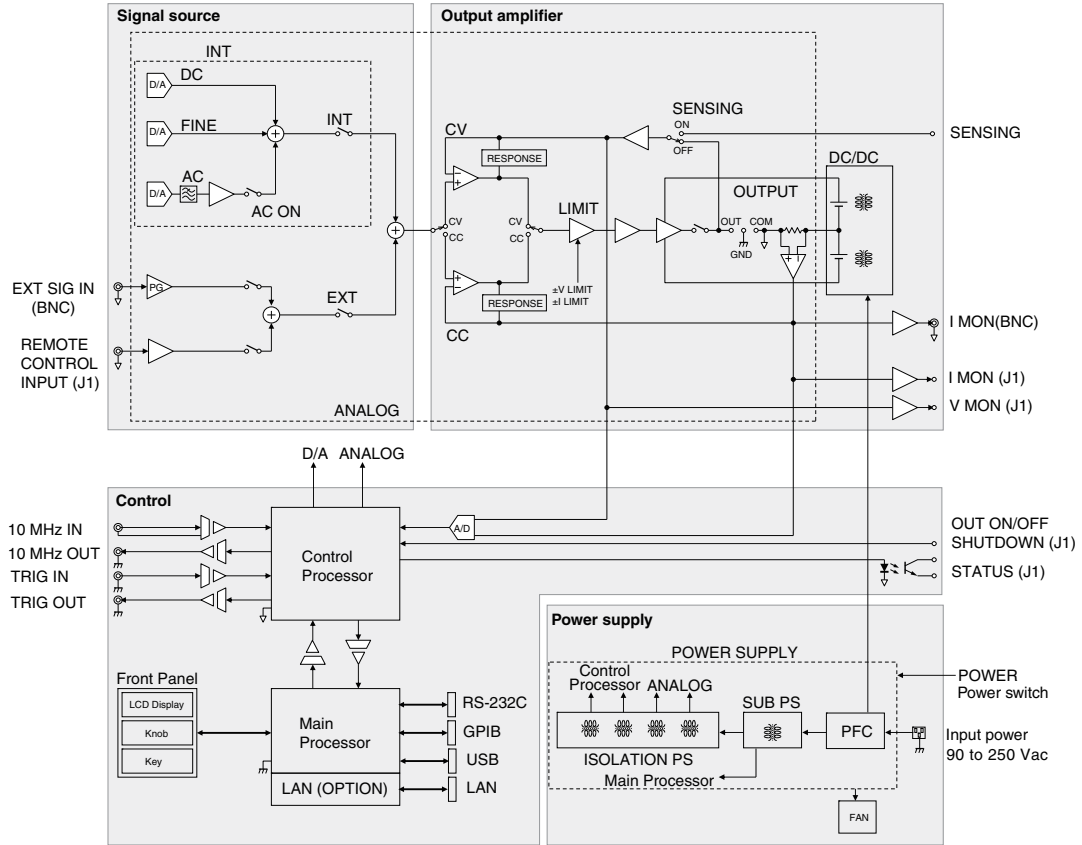 Signal source
INT
D/A
DC
D/A
FINE
INT
D/A
AC
AC ON
EXT SIG IN
(BNC)
PG
EXT
REMOTE
CONTROL
INPUT (J1)
ANALOG
Output amplifier
SENSING
CV
ON
OFF
SENSING
RESPONSE
DC/DC
OUTPUT
CV
CC
CV
CC
LIMIT
OUT
COM
GND
±V LIMIT
±I LIMIT
RESPONSE
CC
I MON(BNC)
I MON (J1)
V MON (J1)
D/A
ANALOG
Control
10 MHz IN
10 MHz OUT
TRIG IN
TRIG OUT
Control
Processor
A/D
OUT ON/OFF
SHUTDOWN (J1)
STATUS (J1)
Front Panel
LCD Display
Knob
Key
Main
Processor
LAN (OPTION)
RS-232C
GPIB
USB
LAN
Power supply
POWER SUPPLY
Control
Processor
ANALOG
SUB PS
PFC
ISOLATION PS
Main Processor
POWER
Power switch
Input power
90 to 250 Vac
FAN